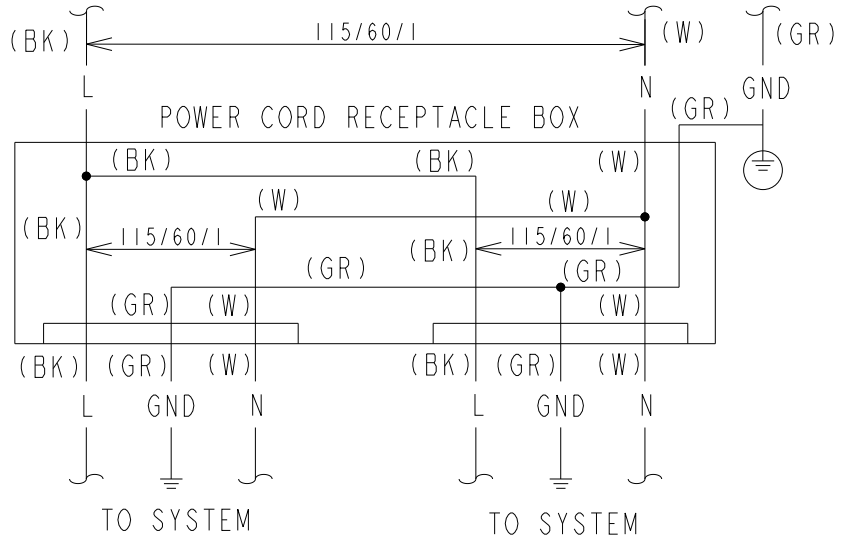 (BK) 115/60/1 (W) (GR)
L N GND
POWER CORD RECEPTACLE BOX (GR)
(BK) (BK) (W)
(W) (W)
(BK) 115/60/1 (BK) 115/60/1
(GR) (GR)
(GR) (W) (W)
(BK) (GR) (W) (BK) (GR) (W)
L GND N L GND N
TO SYSTEM TO SYSTEM